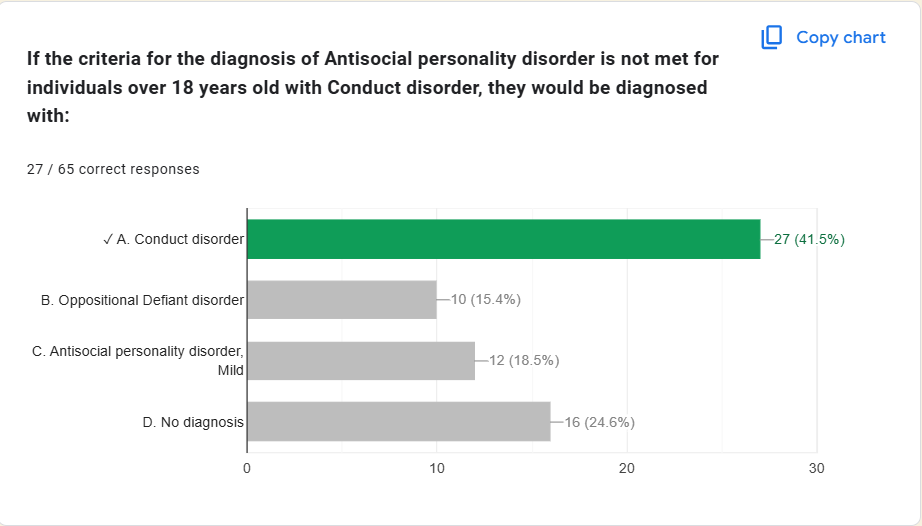 Copy chart
If the criteria for the diagnosis of Antisocial personality disorder is not met for
individuals over 18 years old with Conduct disorder, they would be diagnosed
with:
27 / 65 correct responses
✓ A. Conduct disorder
27 (41.5%)
B. Oppositional Defiant disorder
10 (15.4%)
C. Antisocial personality disorder,
Mild
12 (18.5%)
D. No diagnosis
16 (24.6%)
0
10
20
30